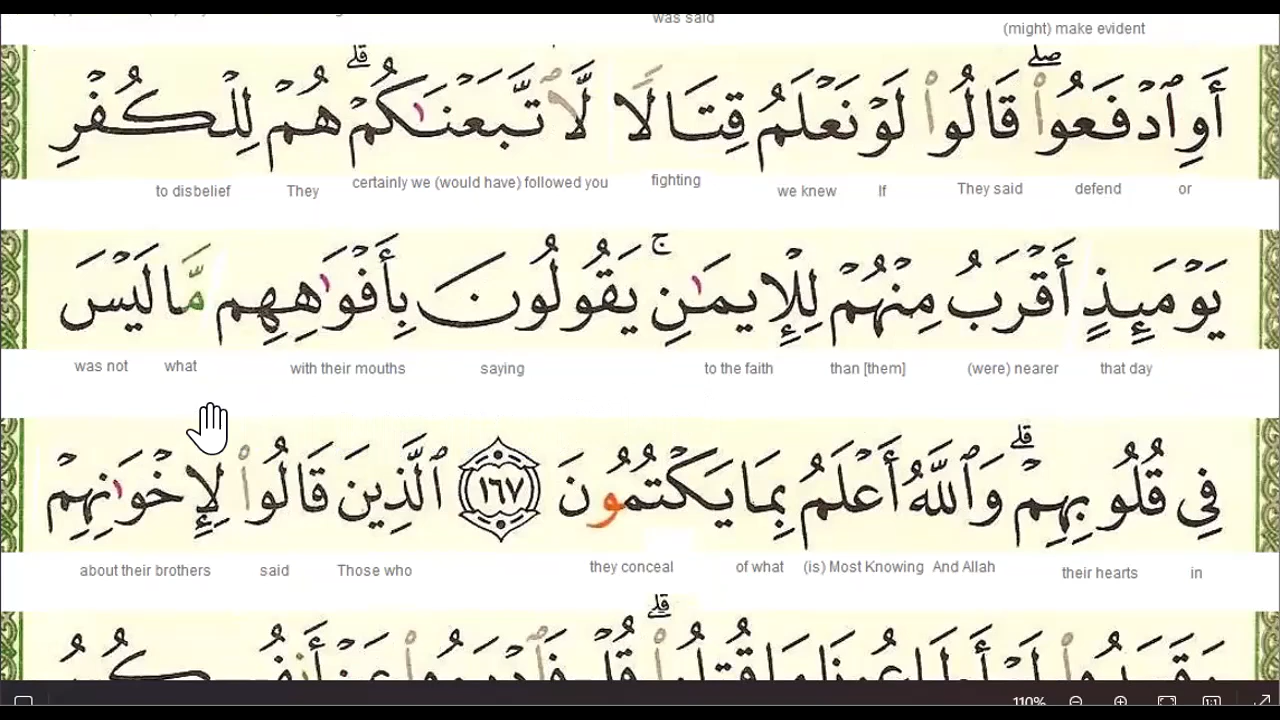 was said
(might) make evident
أَوِ ٱدْفَعُوا۟ ۖ قَالُوا۟ لَوْ نَعْلَمُ قِتَالًا لَّٱتَّبَعْنَـٰكُمْ ۗ هُمْ لِلْكُفْرِ
to disbelief They certainly we (would have) followed you fighting we knew If They said defend or
يَوْمَئِذٍ أَقْرَبُ مِنْهُمْ لِلْإِيمَـٰنِ ۚ يَقُولُونَ بِأَفْوَٰهِهِم مَّا لَيْسَ
was not what with their mouths saying to the faith than [them] (were) nearer that day
فِى قُلُوبِهِمْ ۗ وَٱللَّهُ أَعْلَمُ بِمَا يَكْتُمُونَ ١٦٧ ٱلَّذِينَ قَالُوا۟ لِإِخْوَٰنِهِمْ
about their brothers said Those who they conceal of what (is) Most Knowing And Allah their hearts in
110% 1:1